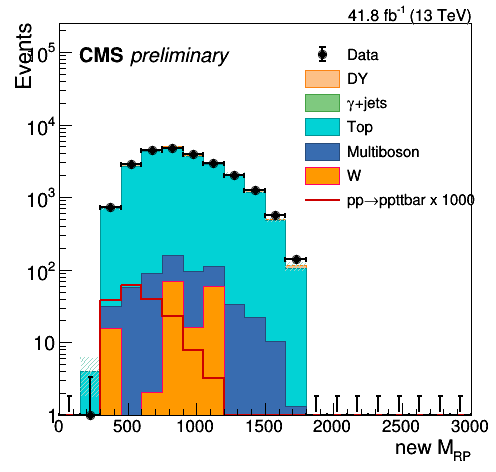 41.8 fb⁻¹ (13 TeV)
Events
CMS preliminary
Data
DY
γ+jets
Top
Multiboson
W
pp→ppttbar x 1000
10⁵
10⁴
10³
10²
10
1
0 500 1000 1500 2000 2500 3000
new M_RP